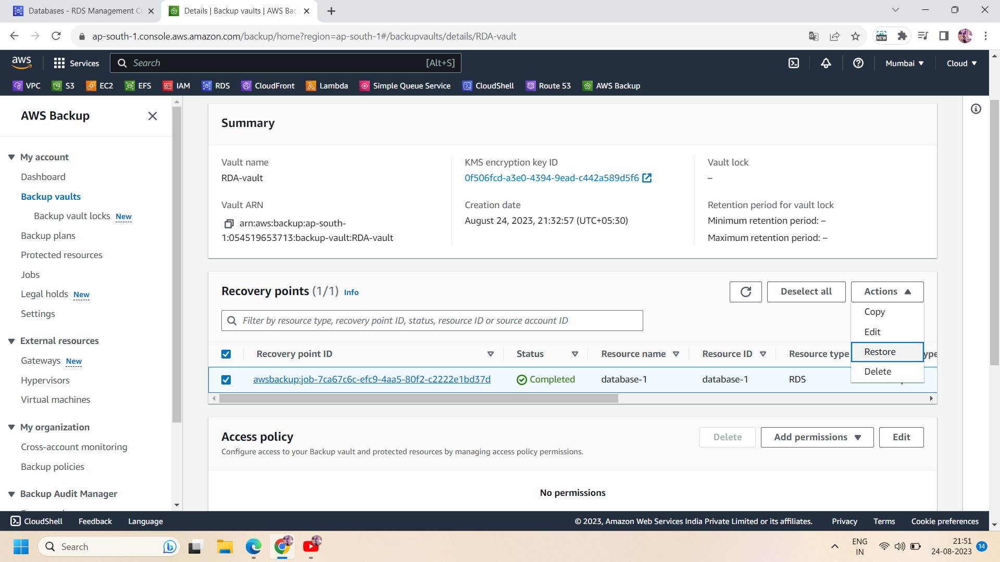 Databases - RDS Management Co
Details | Backup vaults | AWS Bac
ap-south-1.console.aws.amazon.com/backup/home?region=ap-south-1#/backupvaults/details/RDA-vault
NEW
aws
Services
Search
[Alt+S]
Mumbai
Cloud
VPC
S3
EC2
EFS
IAM
RDS
CloudFront
Lambda
Simple Queue Service
CloudShell
Route 53
AWS Backup
AWS Backup
My account
Dashboard
Backup vaults
Backup vault locks New
Backup plans
Protected resources
Jobs
Legal holds New
Settings
External resources
Gateways New
Hypervisors
Virtual machines
My organization
Cross-account monitoring
Backup policies
Backup Audit Manager
Summary
Vault name
RDA-vault
Vault ARN
arn:aws:backup:ap-south-
1:054519653713:backup-vault:RDA-vault
KMS encryption key ID
0f506fcd-a3e0-4394-9ead-c442a589d5f6
Creation date
August 24, 2023, 21:32:57 (UTC+05:30)
Vault lock
–
Retention period for vault lock
Minimum retention period: –
Maximum retention period: –
Recovery points (1/1) Info
Deselect all
Actions
Copy
Edit
Restore
Delete
Filter by resource type, recovery point ID, status, resource ID or source account ID
Recovery point ID
Status
Resource name
Resource ID
Resource type
ype
awsbackup:job-7ca67c6c-efc9-4aa5-80f2-c2222e1bd37d
Completed
database-1
database-1
RDS
Access policy
Configure access to your Backup vault and protected resources by managing access policy permissions.
Delete
Add permissions
Edit
No permissions
CloudShell
Feedback
Language
© 2023, Amazon Web Services India Private Limited or its affiliates.
Privacy
Terms
Cookie preferences
Search
ENG
IN
21:51
24-08-2023
14